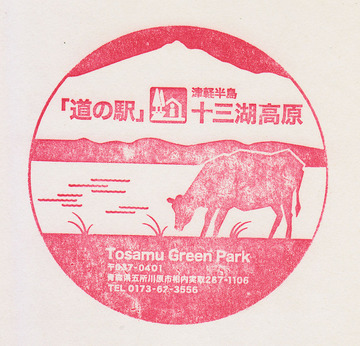 津軽半島
「道の駅」十三湖高原
Tosamu Green Park
〒037-0401
青森県五所川原市相内実取287-1106
TEL 0173-62-3556